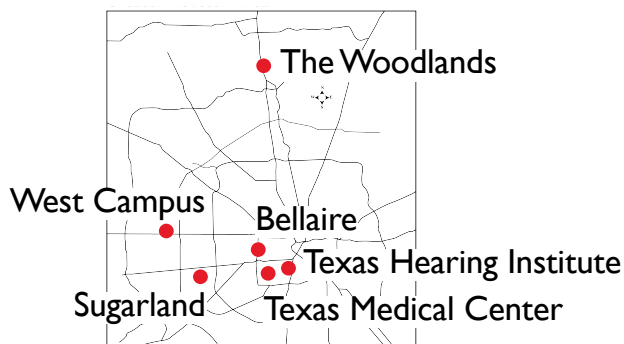 The Woodlands
West Campus
Bellaire
Texas Hearing Institute
Sugarland
Texas Medical Center